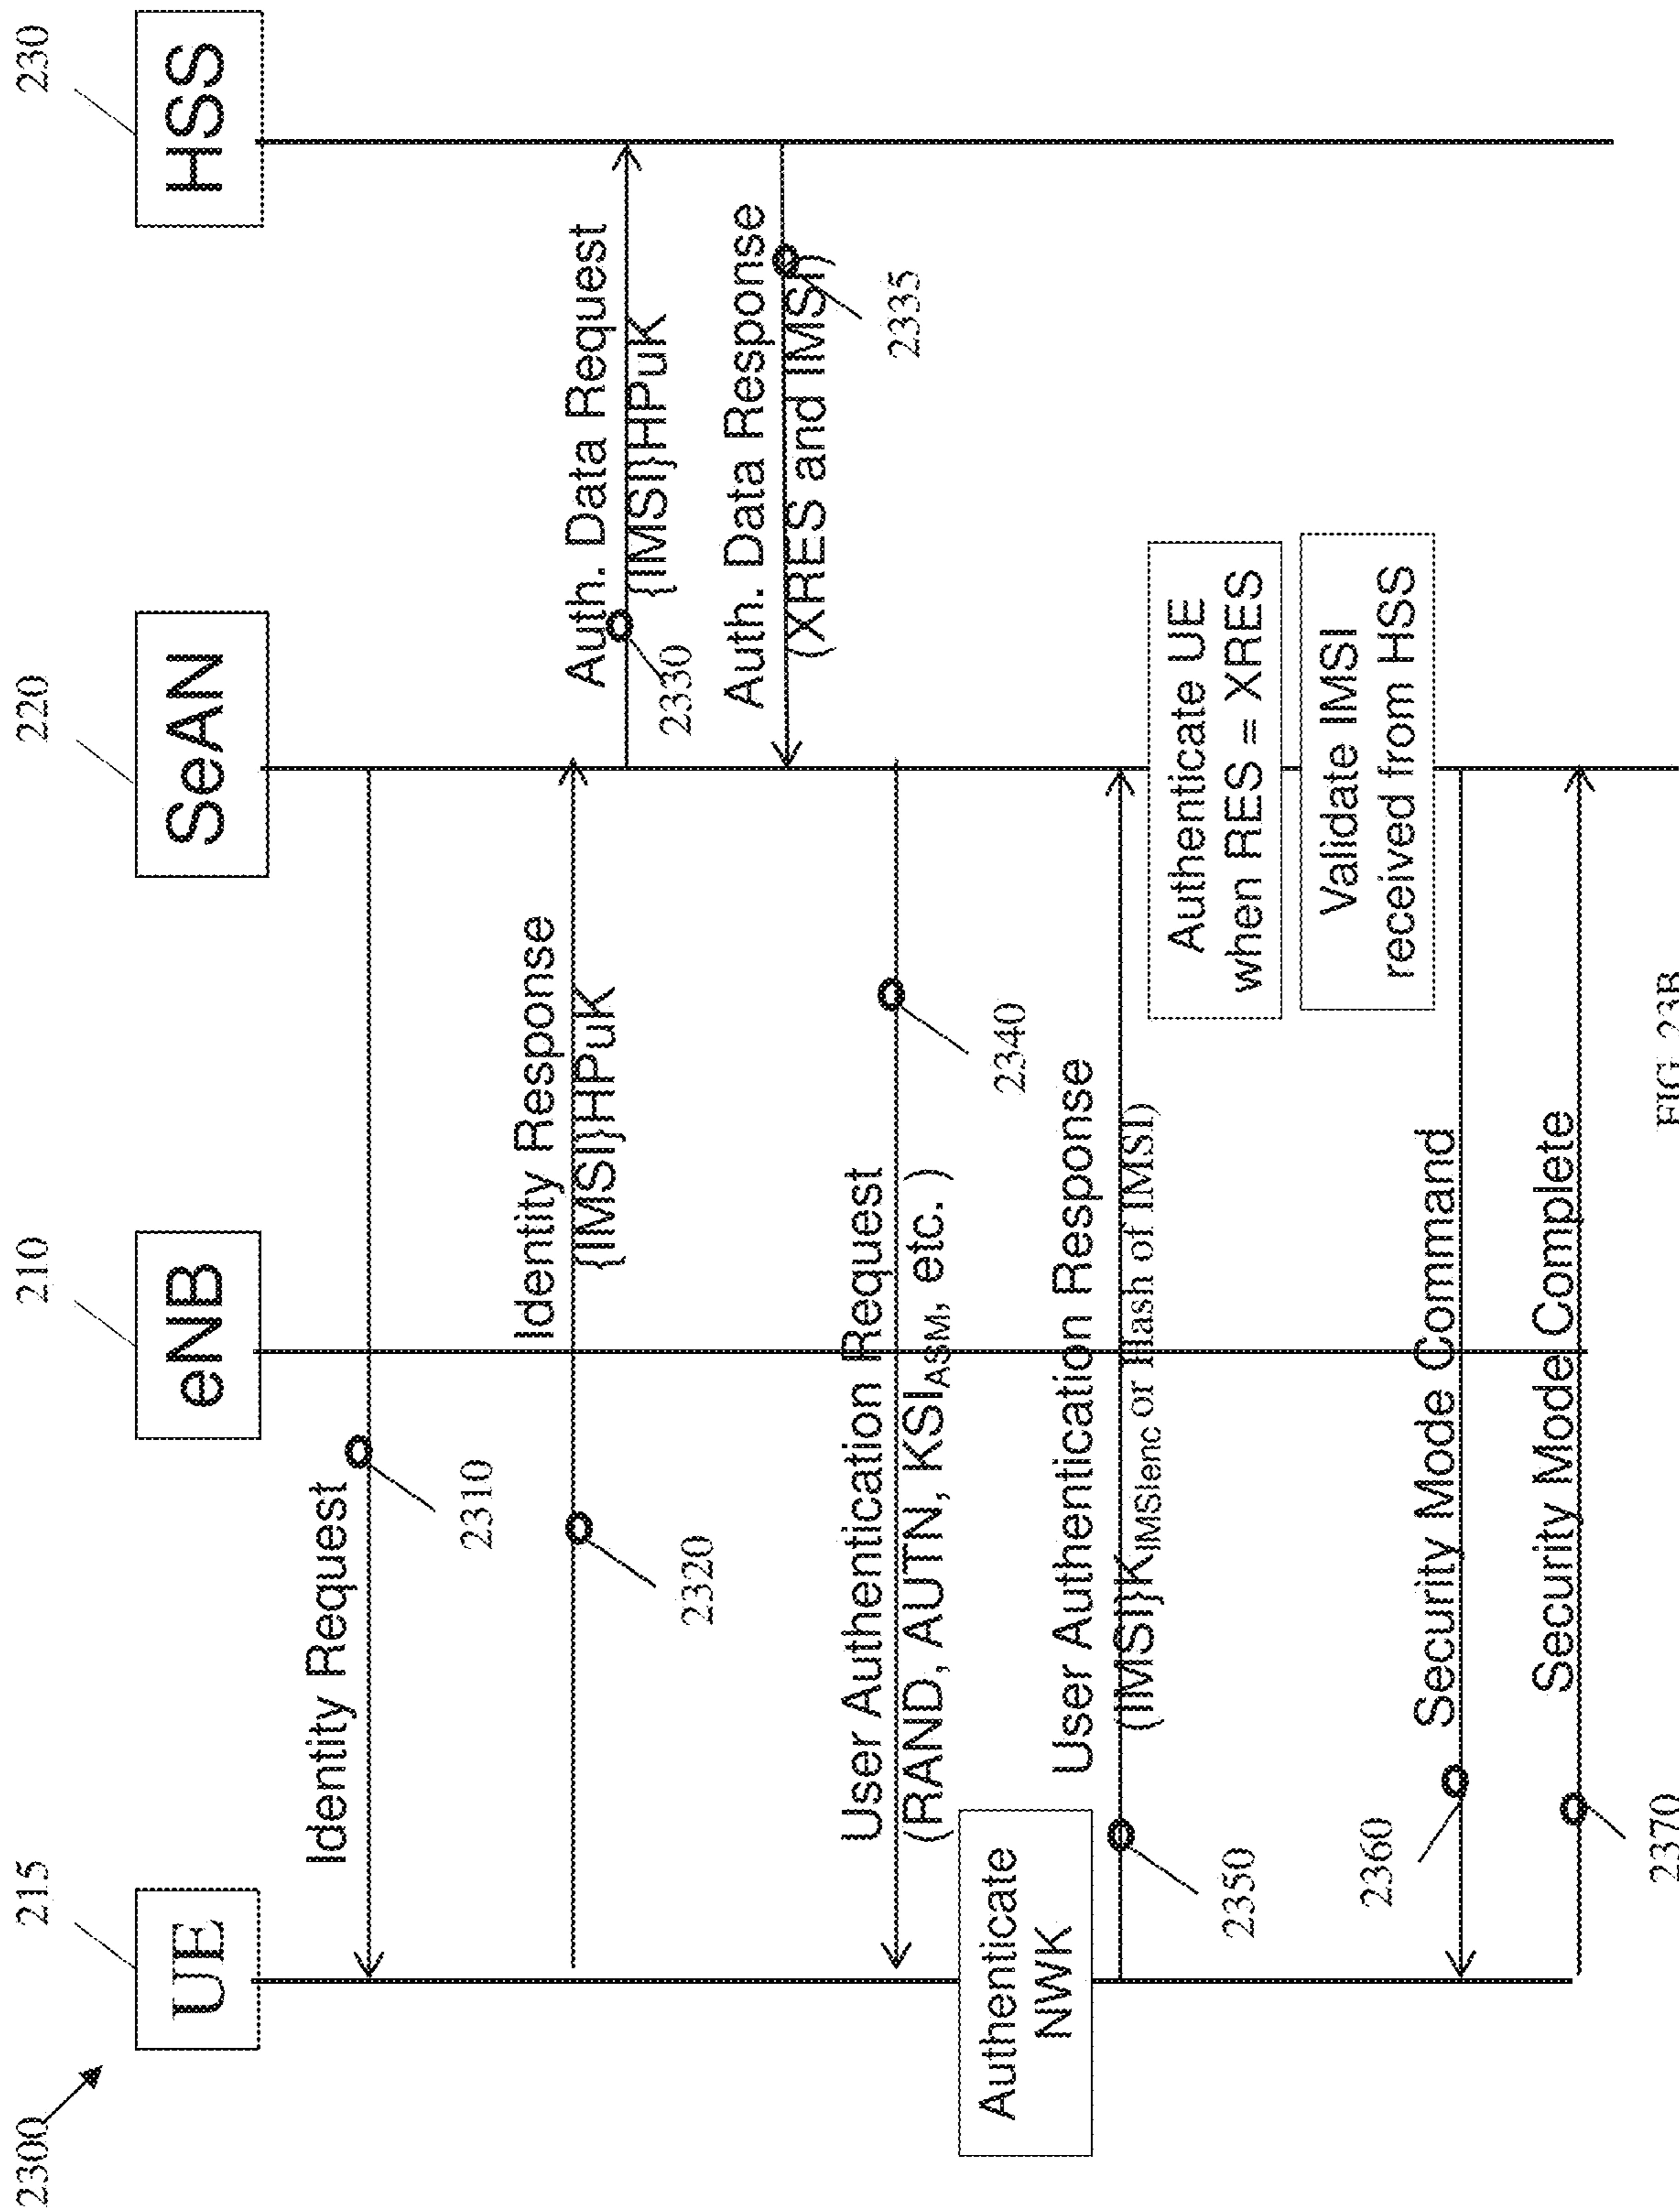 2300
215
210
220
230
UE
eNB
SeAN
HSS
Identity Request
2310
Identity Response
{IMSI}HPuK
2320
Auth. Data Request
{IMSI}HPuK
2330
Auth. Data Response
(XRES and IMSI)
2335
User Authentication Request
(RAND, AUTN, KSIASM, etc. )
2340
Authenticate
NWK
User Authentication Response
(IMSI}KIMSIenc or Hash of IMSI)
2350
Authenticate UE
when RES = XRES
Validate IMSI
received from HSS
Security Mode Command
2360
Security Mode Complete
2370
FIG. 23B